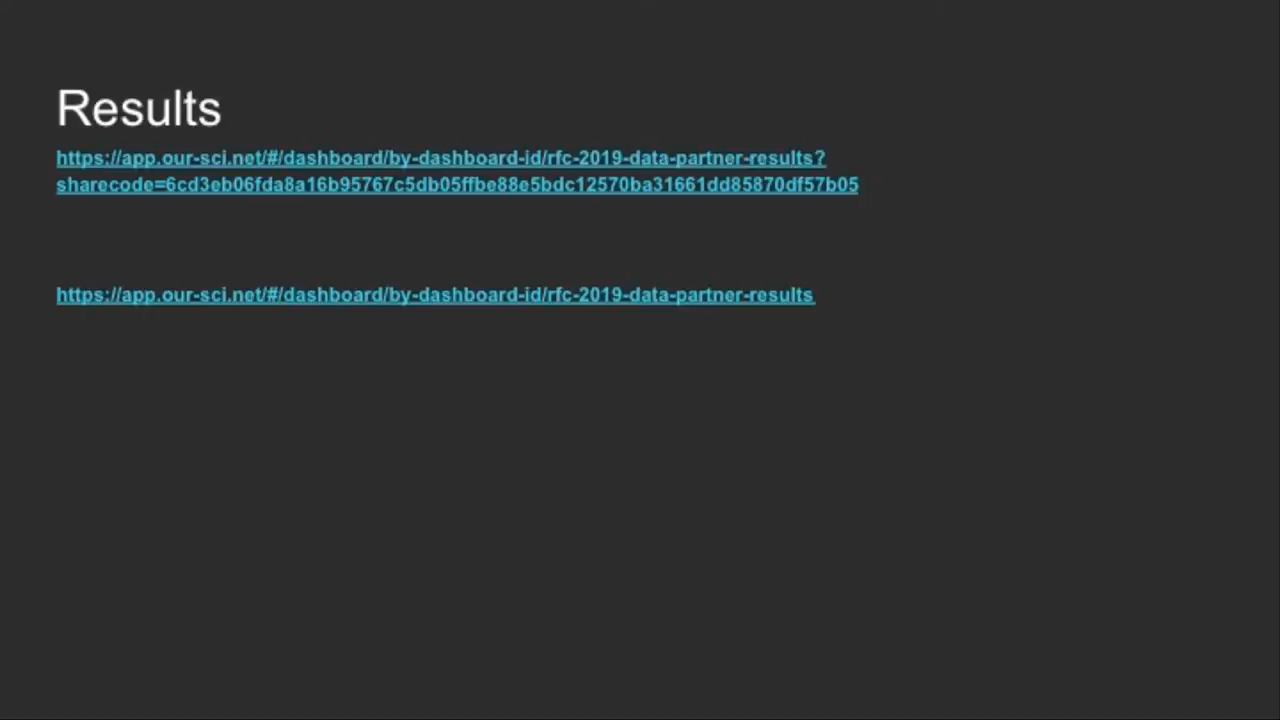 Results
https://app.our-sci.net/#/dashboard/by-dashboard-id/rfc-2019-data-partner-results?
sharecode=6cd3eb06fda8a16b95767c5db05ffbe88e5bdc12570ba31661dd85870df57b05
https://app.our-sci.net/#/dashboard/by-dashboard-id/rfc-2019-data-partner-results